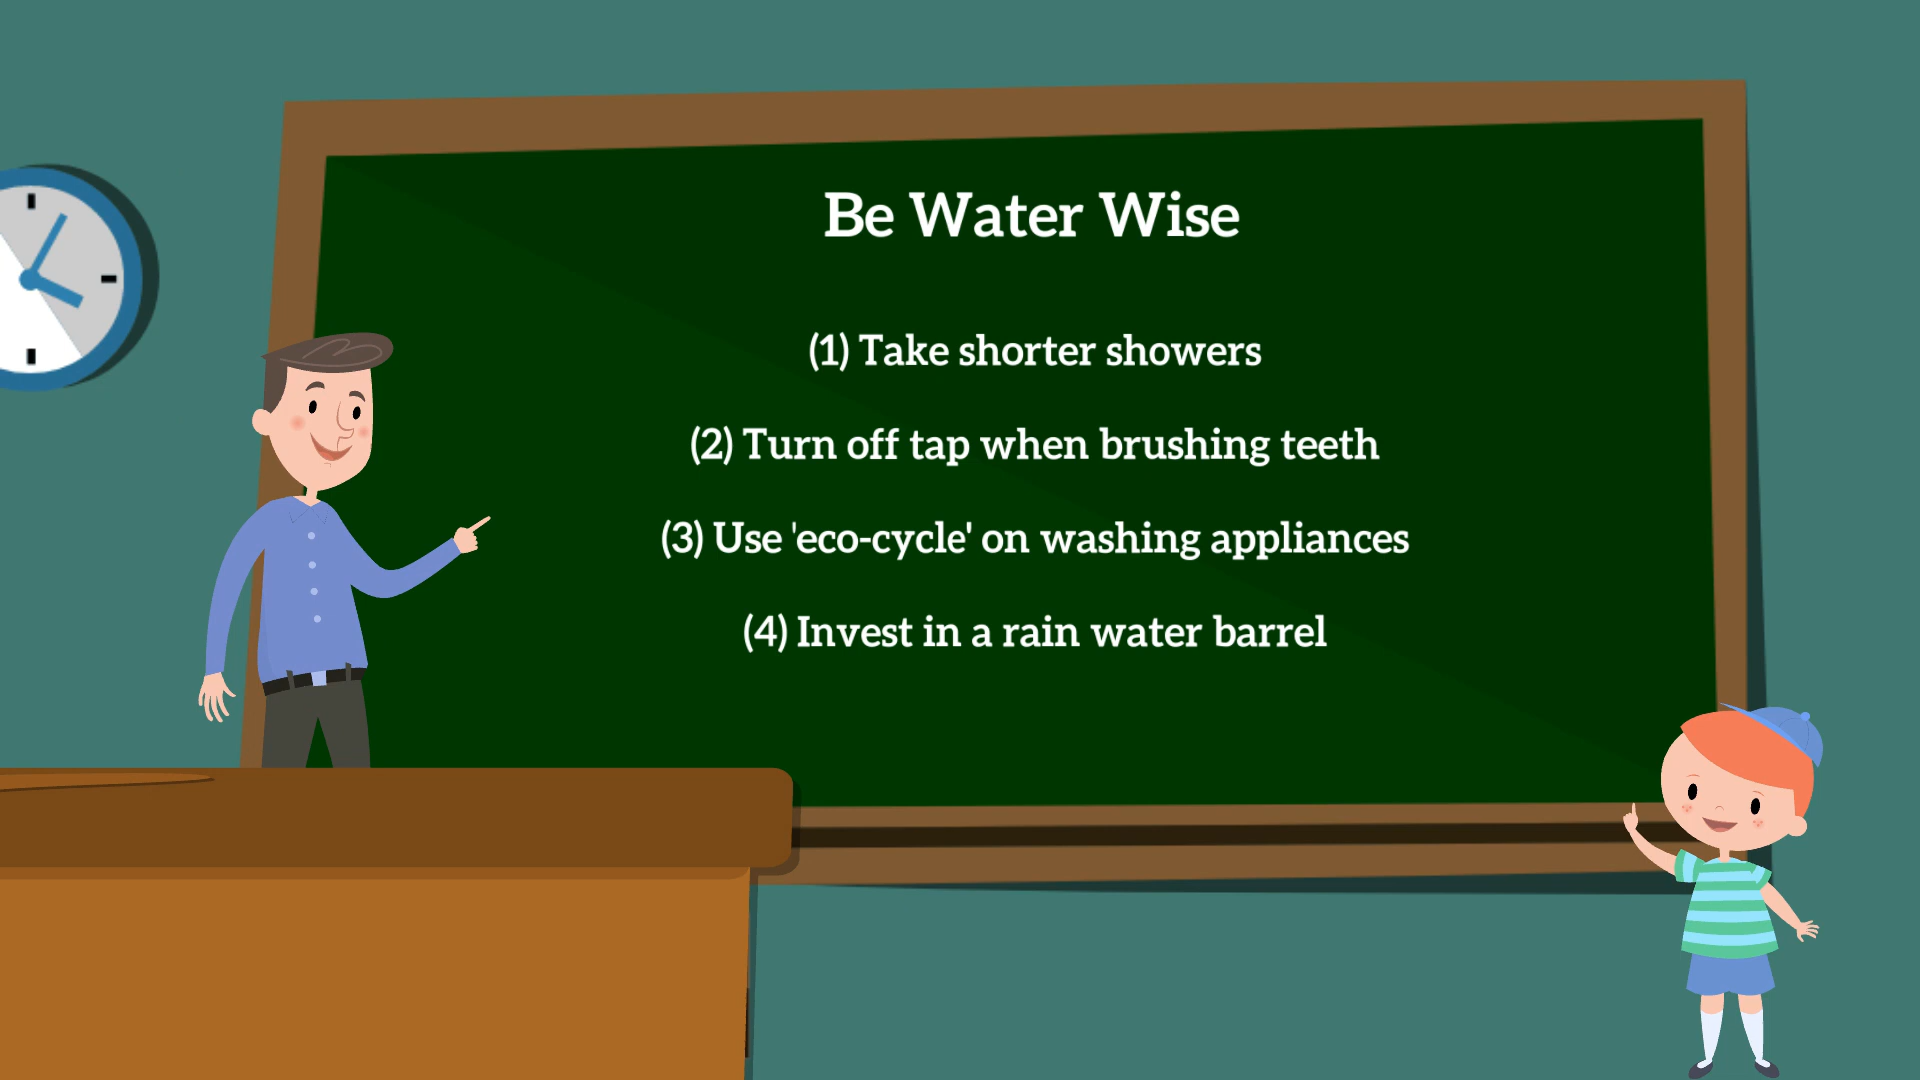 Be Water Wise
(1) Take shorter showers
(2) Turn off tap when brushing teeth
(3) Use 'eco-cycle' on washing appliances
(4) Invest in a rain water barrel